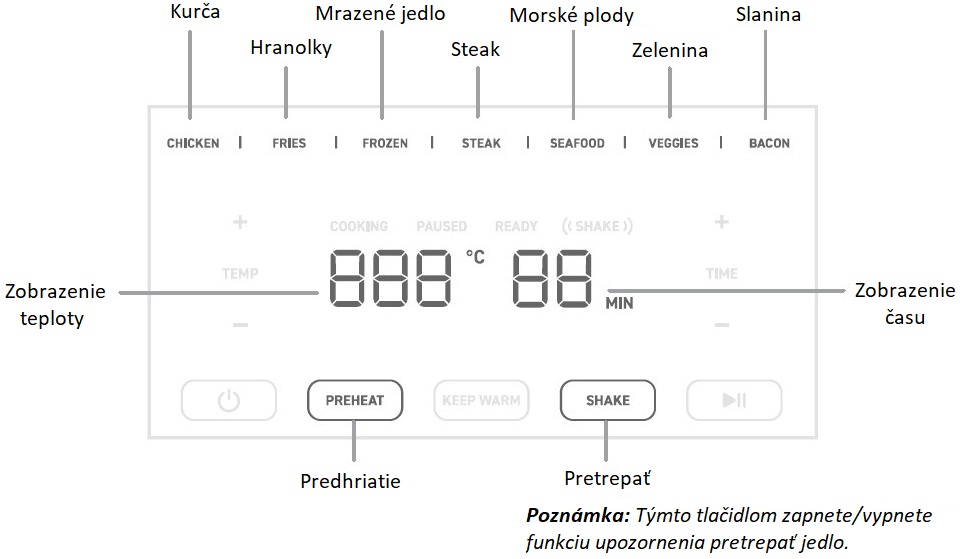 Kurča
Mrazené jedlo
Morské plody
Slanina
Hranolky
Steak
Zelenina
CHICKEN | FRIES | FROZEN | STEAK | SEAFOOD | VEGGIES | BACON
+ COOKING PAUSED READY ((SHAKE)) +
TEMP 888 °C 88 MIN TIME
Zobrazenie
teploty
Zobrazenie
času
− −
PREHEAT KEEP WARM SHAKE
Predhriatie
Pretrepať
Poznámka: Týmto tlačidlom zapnete/vypnete
funkciu upozornenia pretrepať jedlo.